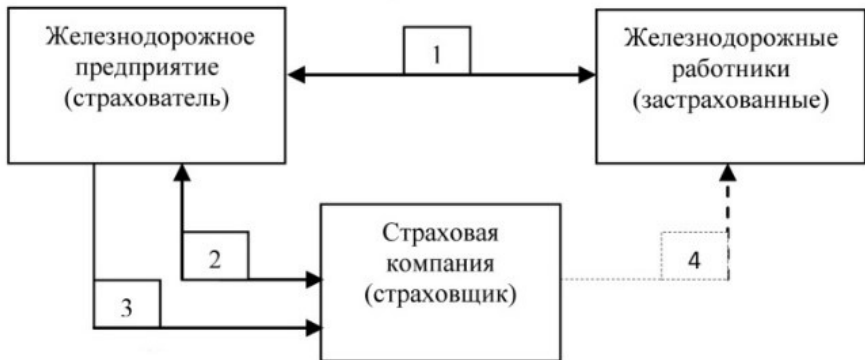 Железнодорожное
предприятие
(страхователь)
1
Железнодорожные
работники
(застрахованные)
2
3
Страховая
компания
(страховщик)
4